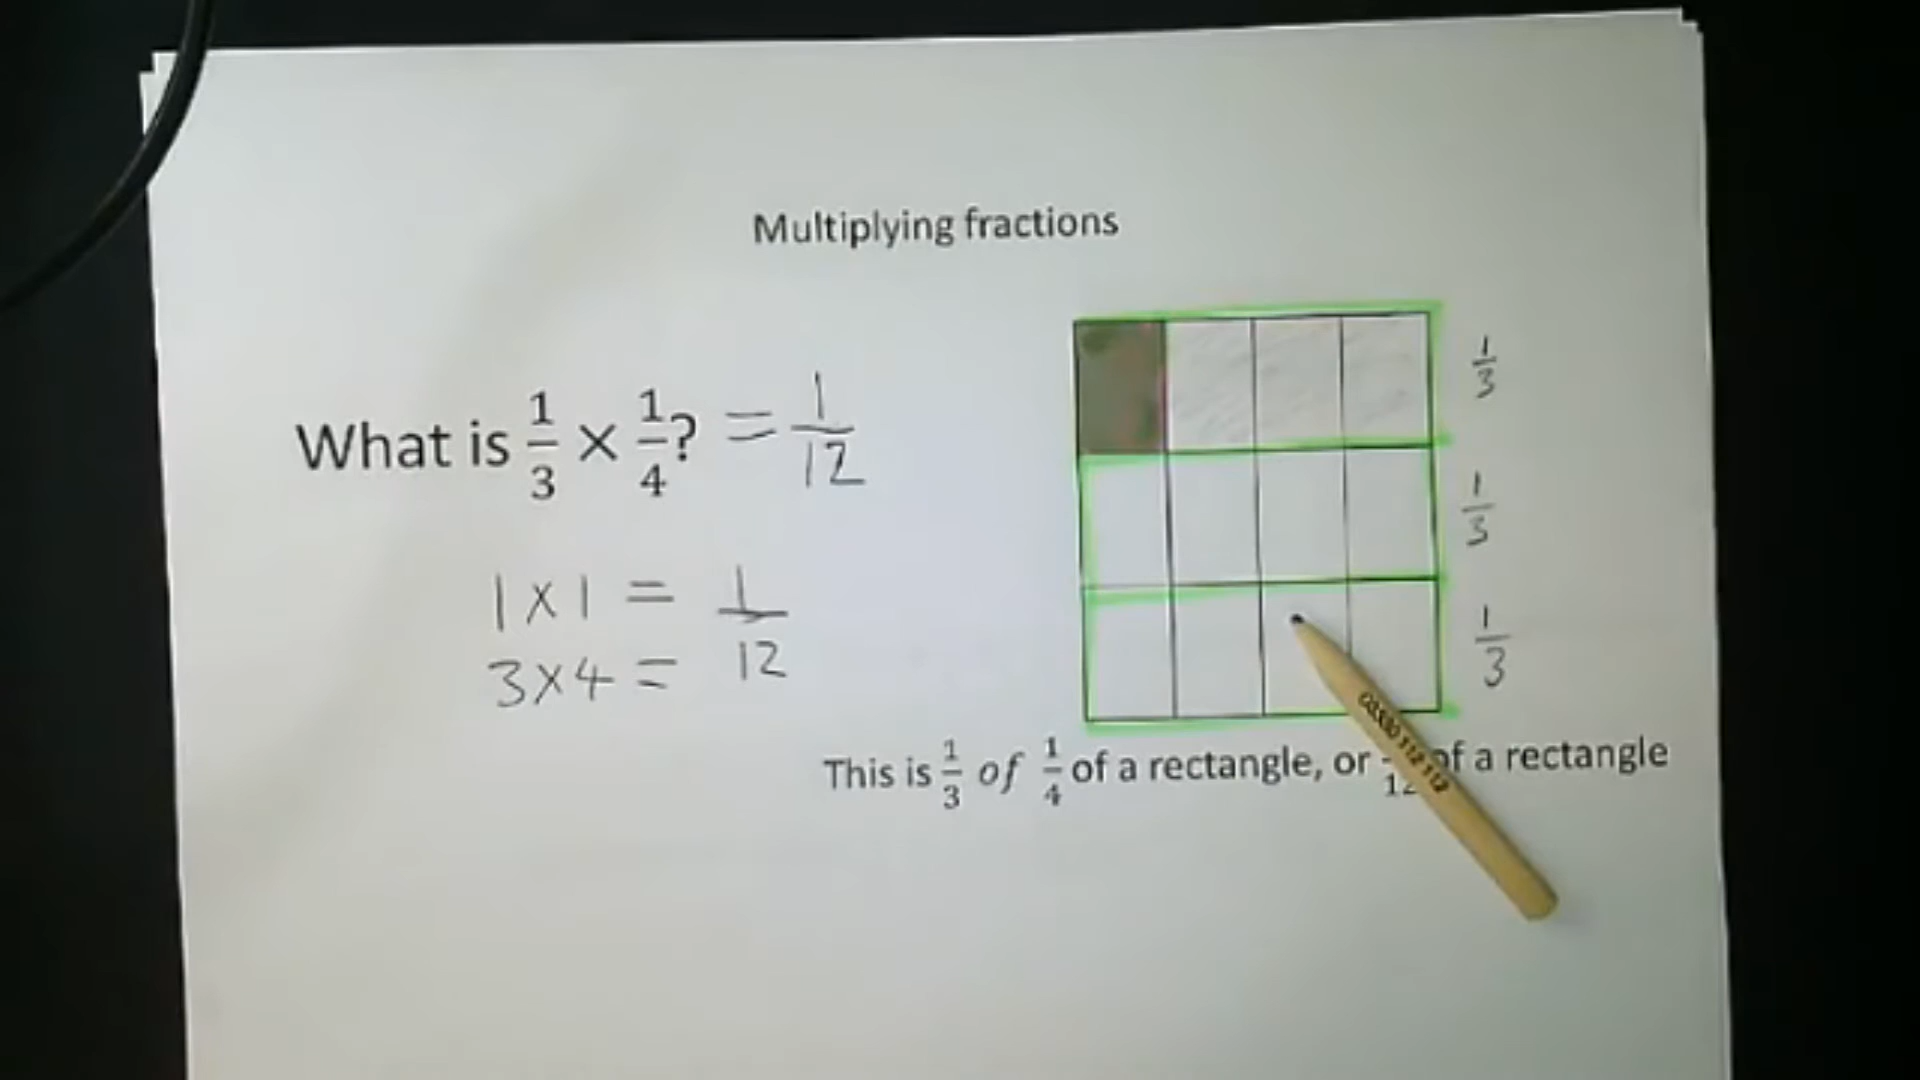 Multiplying fractions
What is 1/3 × 1/4? = 1/12
1 x 1 = 1
3 x 4 = 12
1/3
1/3
1/3
This is 1/3 of 1/4 of a rectangle, or of a rectangle